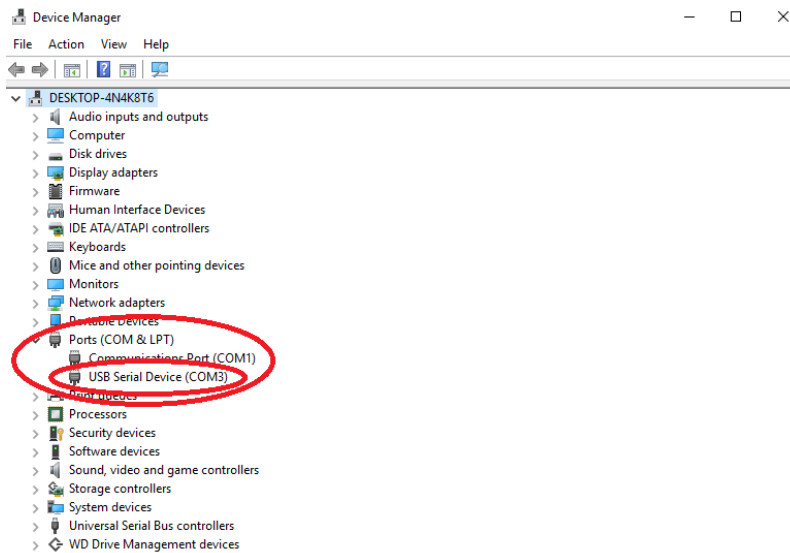 Device Manager
File Action View Help
DESKTOP-4N4K8T6
Audio inputs and outputs
Computer
Disk drives
Display adapters
Firmware
Human Interface Devices
IDE ATA/ATAPI controllers
Keyboards
Mice and other pointing devices
Monitors
Network adapters
Portable Devices
Ports (COM & LPT)
Communications Port (COM1)
USB Serial Device (COM3)
Print queues
Processors
Security devices
Software devices
Sound, video and game controllers
Storage controllers
System devices
Universal Serial Bus controllers
WD Drive Management devices